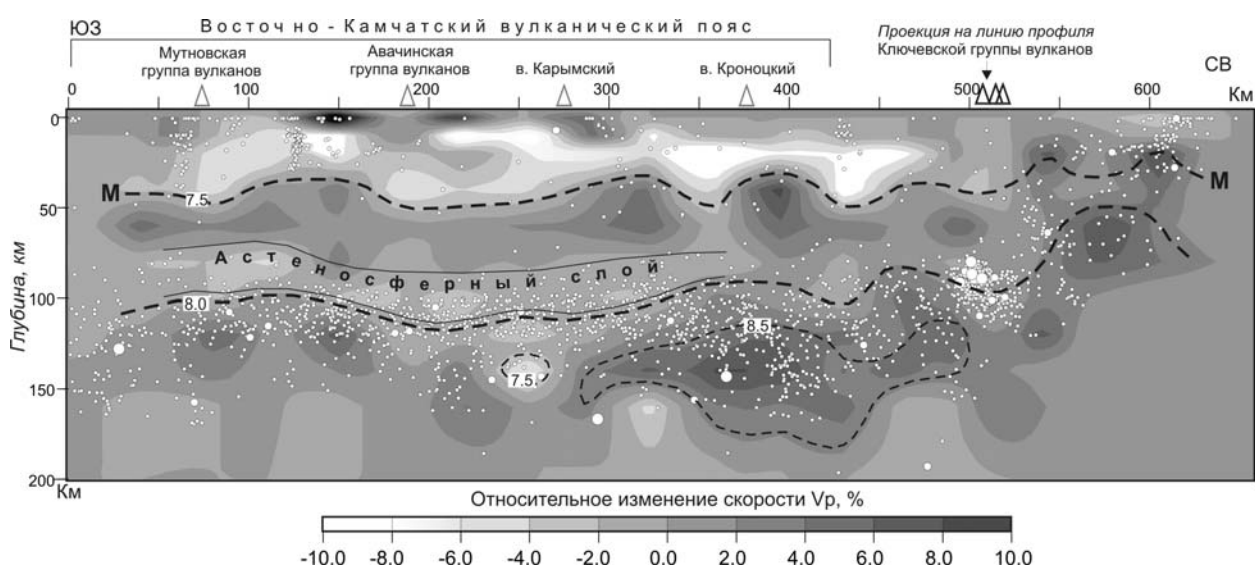 ЮЗ
Восточно-Камчатский вулканический пояс
Мутновская
группа вулканов
Авачинская
группа вулканов
в. Карымский
в. Кроноцкий
Проекция на линию профиля
Ключевской группы вулканов
СВ
0 100 200 300 400 500 600 Км
0
50
100
150
200
Глубина, км
Км
М
М
7.5
Астеносферный слой
8.0
8.5
7.5
Относительное изменение скорости Vp, %
-10.0 -8.0 -6.0 -4.0 -2.0 0.0 2.0 4.0 6.0 8.0 10.0